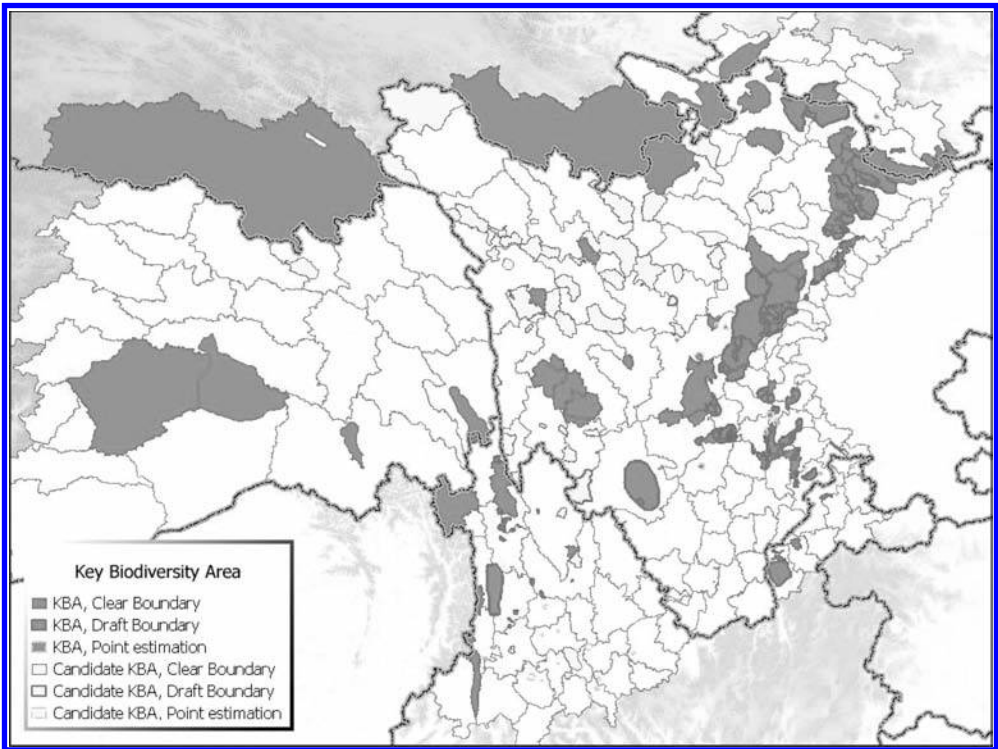 Key Biodiversity Area
KBA, Clear Boundary
KBA, Draft Boundary
KBA, Point estimation
Candidate KBA, Clear Boundary
Candidate KBA, Draft Boundary
Candidate KBA, Point estimation